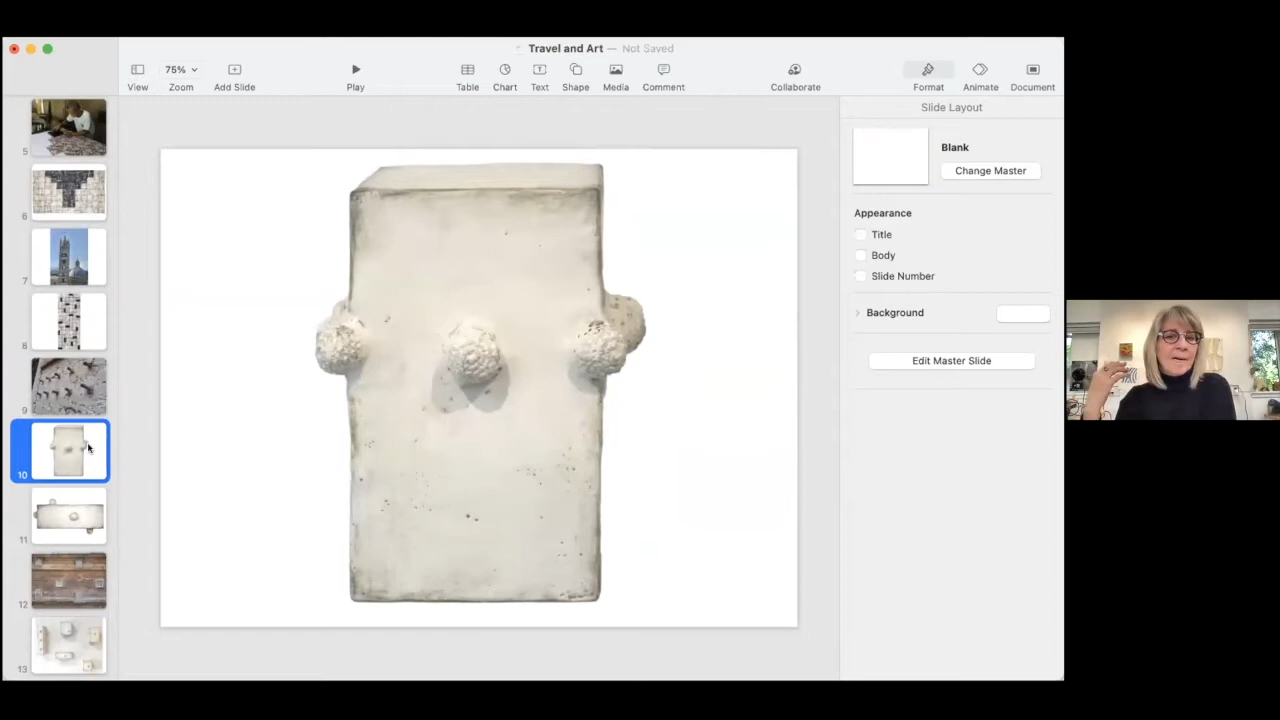 Travel and Art — Not Saved
View
75%
Zoom
Add Slide
Play
Table
Chart
Text
Shape
Media
Comment
Collaborate
Format
Animate
Document
Slide Layout
Blank
Change Master
Appearance
Title
Body
Slide Number
Background
Edit Master Slide
5
6
7
8
9
10
11
12
13